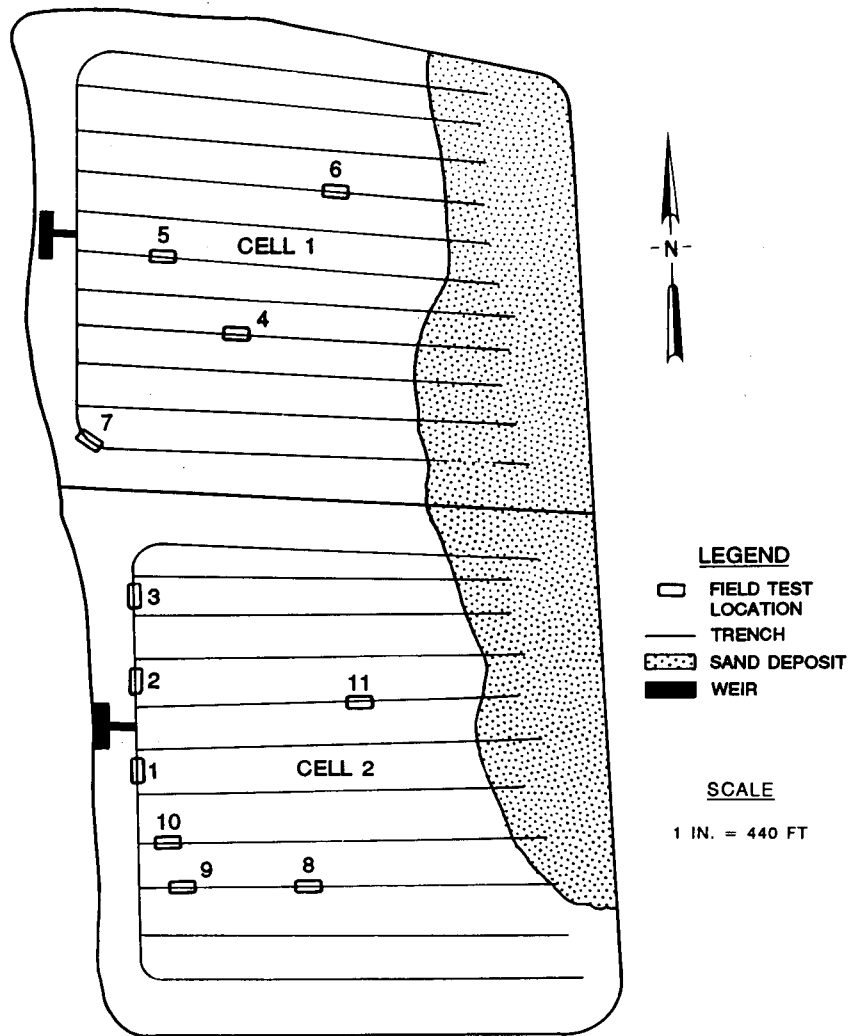 6
5
CELL 1
4
7
-N-
3
2
11
1
CELL 2
10
9
8
LEGEND
FIELD TEST
LOCATION
TRENCH
SAND DEPOSIT
WEIR
SCALE
1 IN. = 440 FT